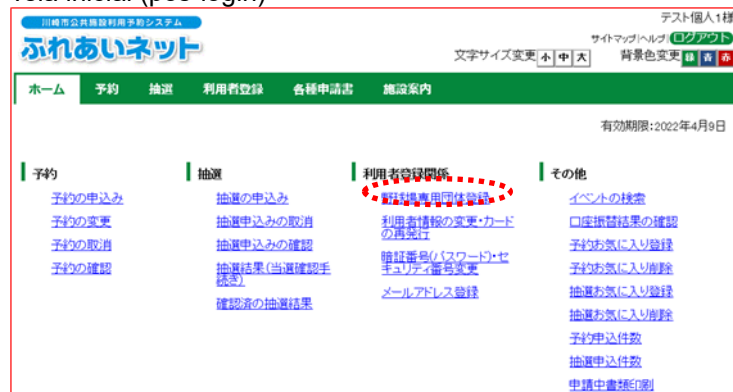 Tela inicial (pós-login)
川崎市公共施設利用予約システム
ふれあいネット
テスト個人1様
サイトマップ|ヘルプ|ログアウト
文字サイズ変更 小 中 大 背景色変更 緑 青 赤
ホーム 予約 抽選 利用者登録 各種申請書 施設案内
有効期限:2022年4月9日
予約
予約の申込み
予約の変更
予約の取消
予約の確認
抽選
抽選の申込み
抽選申込みの取消
抽選申込みの確認
抽選結果(当選確認手
続き)
確認済の抽選結果
利用者登録関係
野球場専用団体登録
利用者情報の変更・カード
の再発行
暗証番号(パスワード)・セ
キュリティ番号変更
メールアドレス登録
その他
イベントの検索
口座振替結果の確認
予約お気に入り登録
予約お気に入り削除
抽選お気に入り登録
抽選お気に入り削除
予約申込件数
抽選申込件数
申請中書類印刷